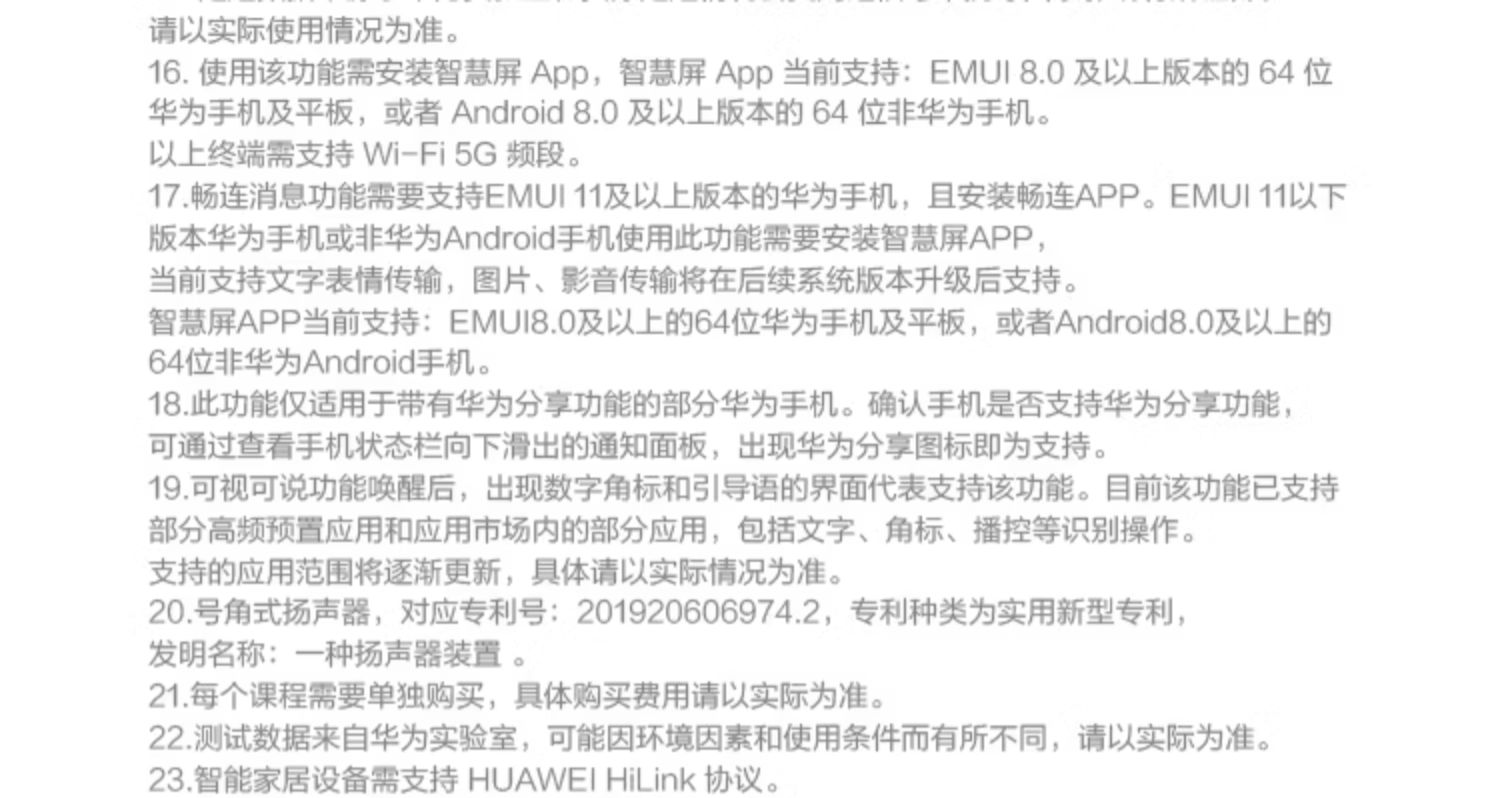 请以实际使用情况为准。
16. 使用该功能需安装智慧屏 App，智慧屏 App 当前支持：EMUI 8.0 及以上版本的 64 位
华为手机及平板，或者 Android 8.0 及以上版本的 64 位非华为手机。
以上终端需支持 Wi-Fi 5G 频段。
17.畅连消息功能需要支持EMUI 11及以上版本的华为手机，且安装畅连APP。EMUI 11以下
版本华为手机或非华为Android手机使用此功能需要安装智慧屏APP，
当前支持文字表情传输，图片、影音传输将在后续系统版本升级后支持。
智慧屏APP当前支持：EMUI8.0及以上的64位华为手机及平板，或者Android8.0及以上的
64位非华为Android手机。
18.此功能仅适用于带有华为分享功能的部分华为手机。确认手机是否支持华为分享功能，
可通过查看手机状态栏向下滑出的通知面板，出现华为分享图标即为支持。
19.可视可说功能唤醒后，出现数字角标和引导语的界面代表支持该功能。目前该功能已支持
部分高频预置应用和应用市场内的部分应用，包括文字、角标、播控等识别操作。
支持的应用范围将逐渐更新，具体请以实际情况为准。
20.号角式扬声器，对应专利号：201920606974.2，专利种类为实用新型专利，
发明名称：一种扬声器装置 。
21.每个课程需要单独购买，具体购买费用请以实际为准。
22.测试数据来自华为实验室，可能因环境因素和使用条件而有所不同，请以实际为准。
23.智能家居设备需支持 HUAWEI HiLink 协议。